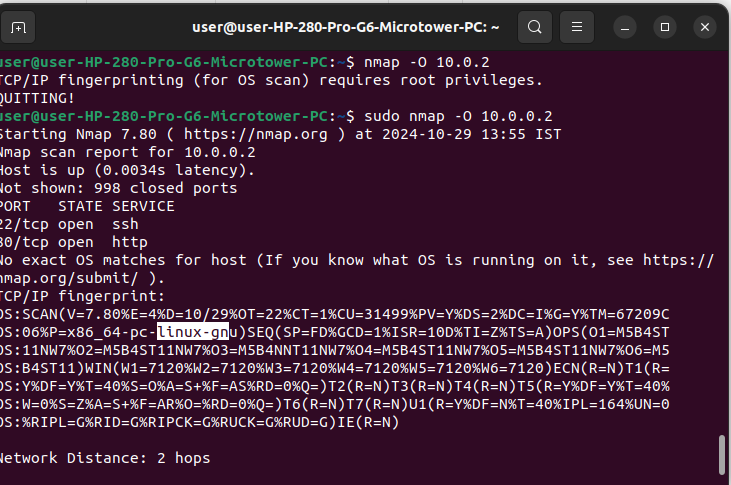 user@user-HP-280-Pro-G6-Microtower-PC: ~
user@user-HP-280-Pro-G6-Microtower-PC:~$ nmap -O 10.0.2
TCP/IP fingerprinting (for OS scan) requires root privileges.
QUITTING!
user@user-HP-280-Pro-G6-Microtower-PC:~$ sudo nmap -O 10.0.0.2
Starting Nmap 7.80 ( https://nmap.org ) at 2024-10-29 13:55 IST
Nmap scan report for 10.0.0.2
Host is up (0.0034s latency).
Not shown: 998 closed ports
PORT   STATE SERVICE
22/tcp open  ssh
80/tcp open  http
No exact OS matches for host (If you know what OS is running on it, see https://
nmap.org/submit/ ).
TCP/IP fingerprint:
OS:SCAN(V=7.80%E=4%D=10/29%OT=22%CT=1%CU=31499%PV=Y%DS=2%DC=I%G=Y%TM=67209C
OS:06%P=x86_64-pc-linux-gnu)SEQ(SP=FD%GCD=1%ISR=10D%TI=Z%TS=A)OPS(O1=M5B4ST
OS:11NW7%O2=M5B4ST11NW7%O3=M5B4NNT11NW7%O4=M5B4ST11NW7%O5=M5B4ST11NW7%O6=M5
OS:B4ST11)WIN(W1=7120%W2=7120%W3=7120%W4=7120%W5=7120%W6=7120)ECN(R=N)T1(R=
OS:Y%DF=Y%T=40%S=O%A=S+%F=AS%RD=0%Q=)T2(R=N)T3(R=N)T4(R=N)T5(R=Y%DF=Y%T=40%
OS:W=0%S=Z%A=S+%F=AR%O=%RD=0%Q=)T6(R=N)T7(R=N)U1(R=Y%DF=N%T=40%IPL=164%UN=0
OS:%RIPL=G%RID=G%RIPCK=G%RUCK=G%RUD=G)IE(R=N)
Network Distance: 2 hops